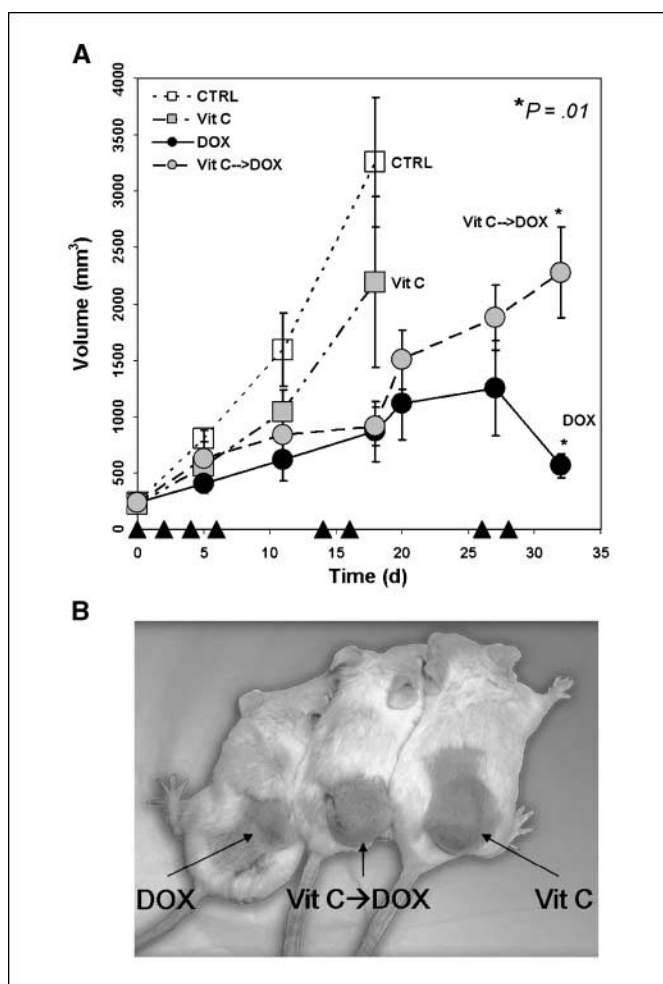 A
4000
3500
3000
2500
2000
1500
1000
500
0
Volume (mm3)
CTRL
Vit C
DOX
Vit C-->DOX
*P = .01
CTRL
Vit C-->DOX
*
Vit C
DOX
*
0 5 10 15 20 25 30 35
Time (d)
B
DOX Vit C→DOX Vit C